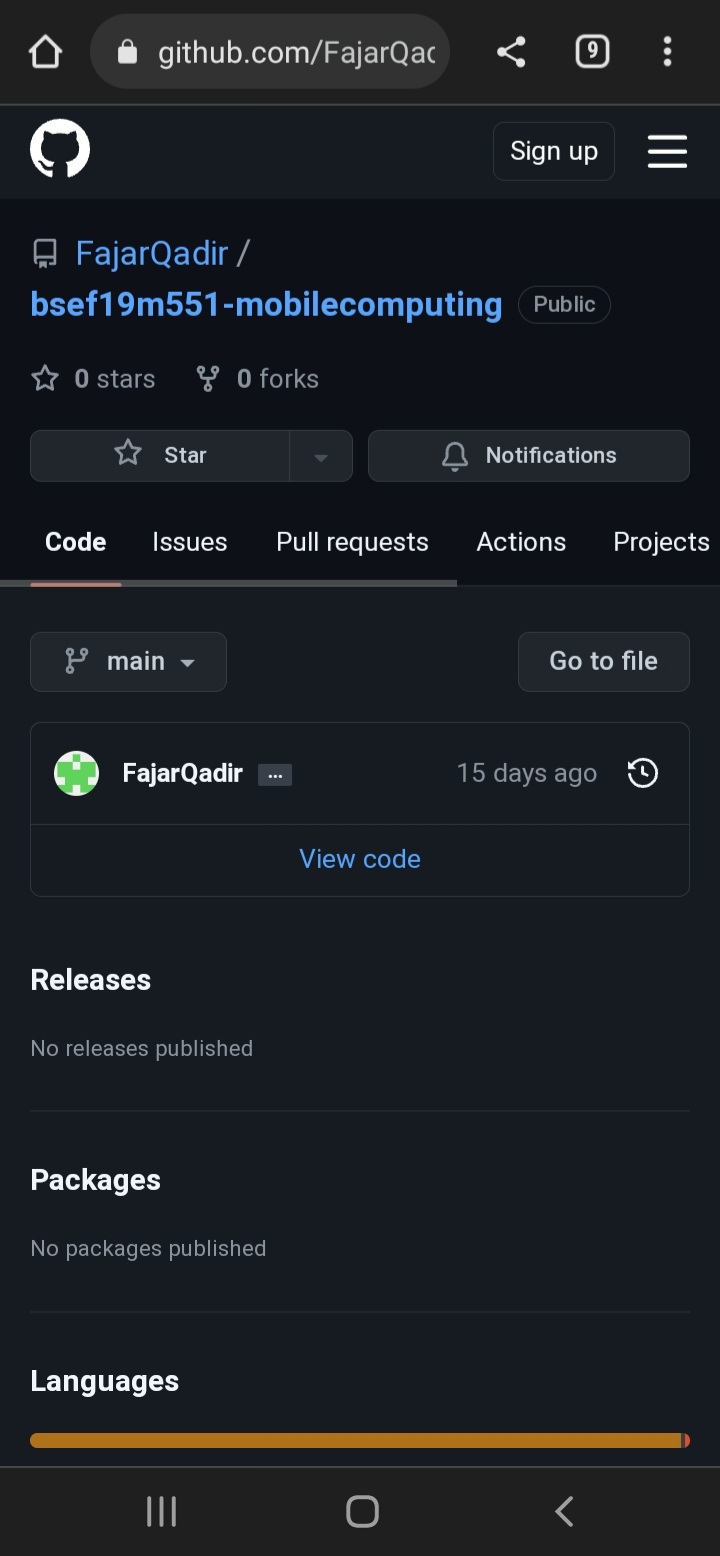 github.com/FajarQac
9
Sign up
FajarQadir /
bsef19m551-mobilecomputing Public
0 stars 0 forks
Star Notifications
Code Issues Pull requests Actions Projects
main Go to file
FajarQadir ... 15 days ago
View code
Releases
No releases published
Packages
No packages published
Languages